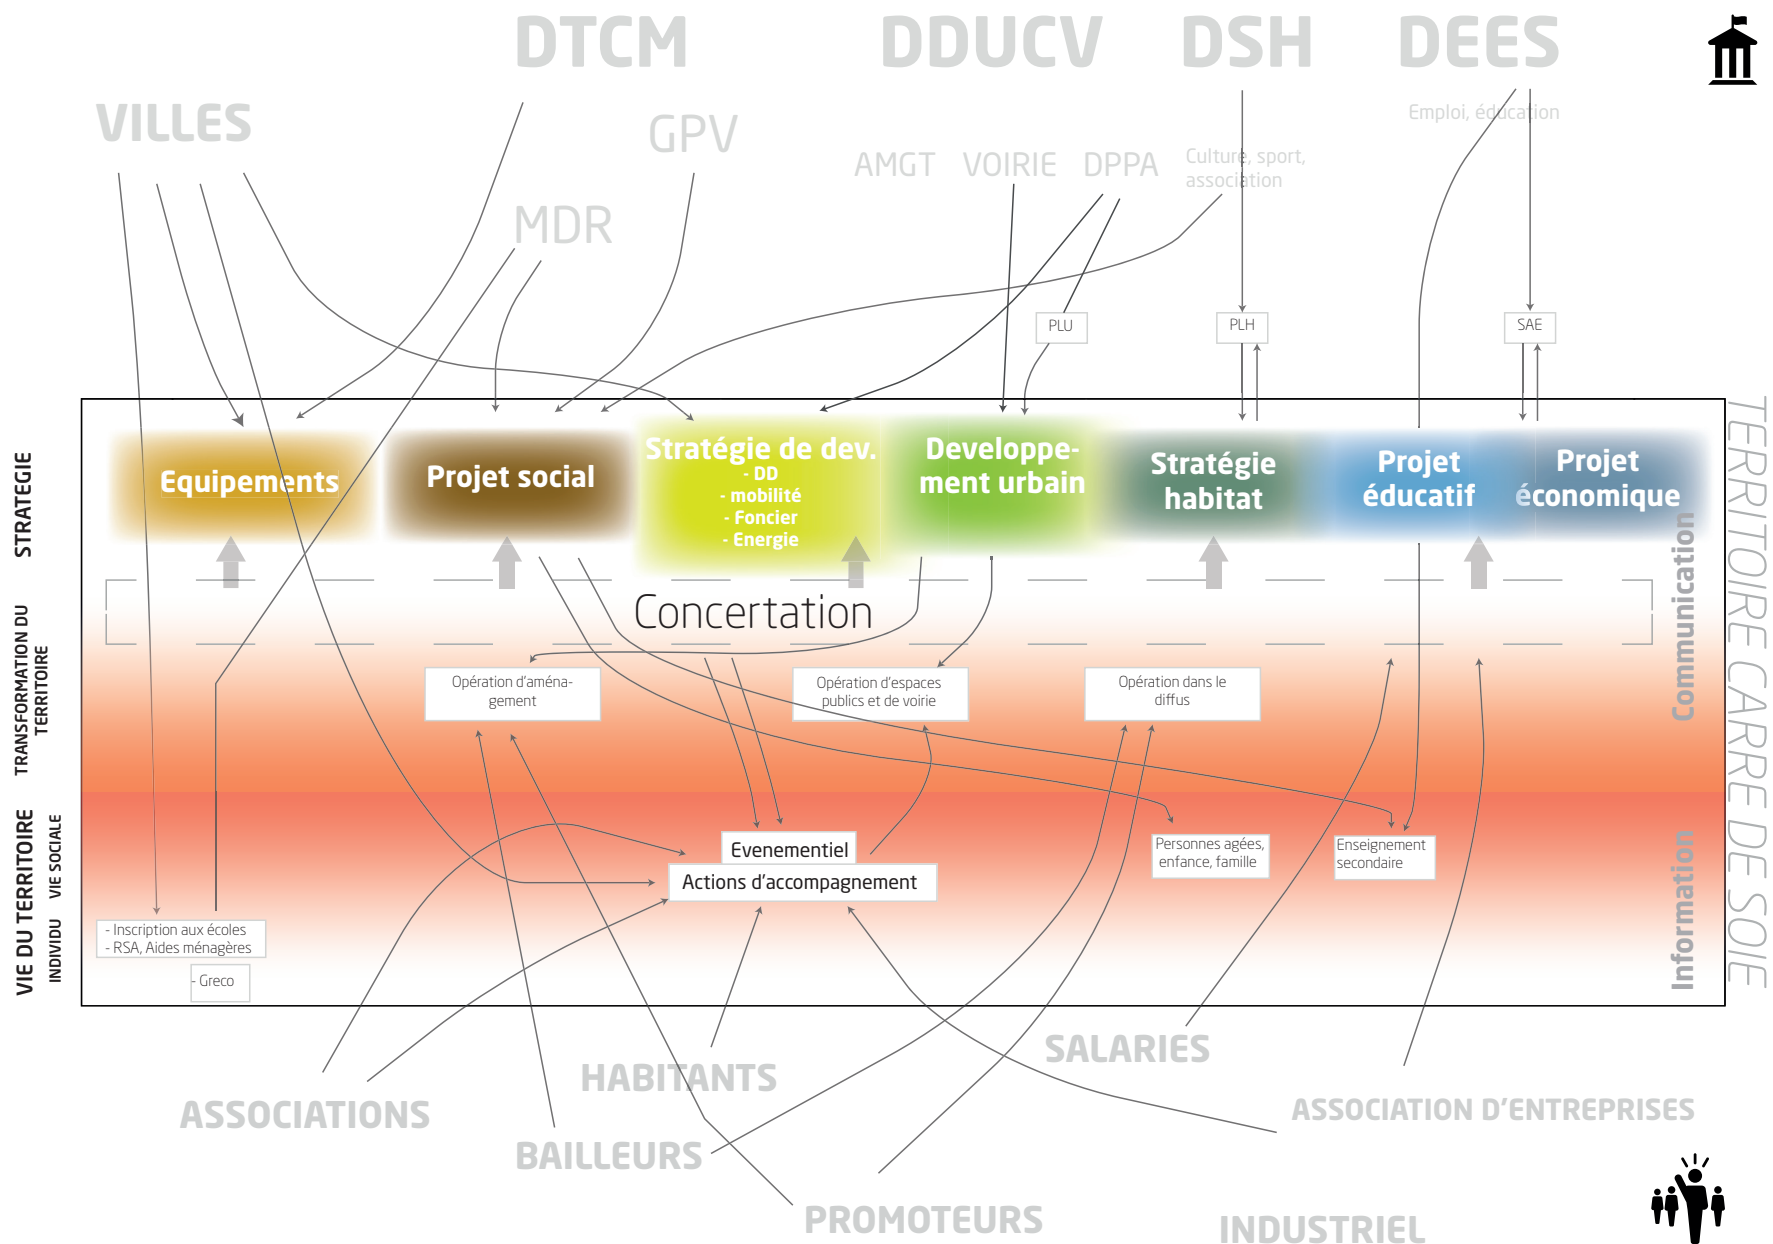 DTCM
DDUCV
DSH
DEES
VILLES
GPV
Emploi, éducation
AMGT
VOIRIE
DPPA
Culture, sport,
association
MDR
PLU
PLH
SAE
Equipements
Projet social
Stratégie de dev.
- DD
- mobilité
- Foncier
- Energie
Developpe-
ment urbain
Stratégie
habitat
Projet
éducatif
Projet
économique
STRATEGIE
TRANSFORMATION DU
TERRITOIRE
VIE DU TERRITOIRE
INDIVIDU
VIE SOCIALE
Concertation
Communication
Information
TERRITOIRE CARRE DE SOIE
Opération d'aména-
gement
Opération d'espaces
publics et de voirie
Opération dans le
diffus
Evenementiel
Actions d'accompagnement
Personnes agées,
enfance, famille
Enseignement
secondaire
- Inscription aux écoles
- RSA, Aides ménagères
- Greco
SALARIES
HABITANTS
ASSOCIATIONS
ASSOCIATION D'ENTREPRISES
BAILLEURS
PROMOTEURS
INDUSTRIEL